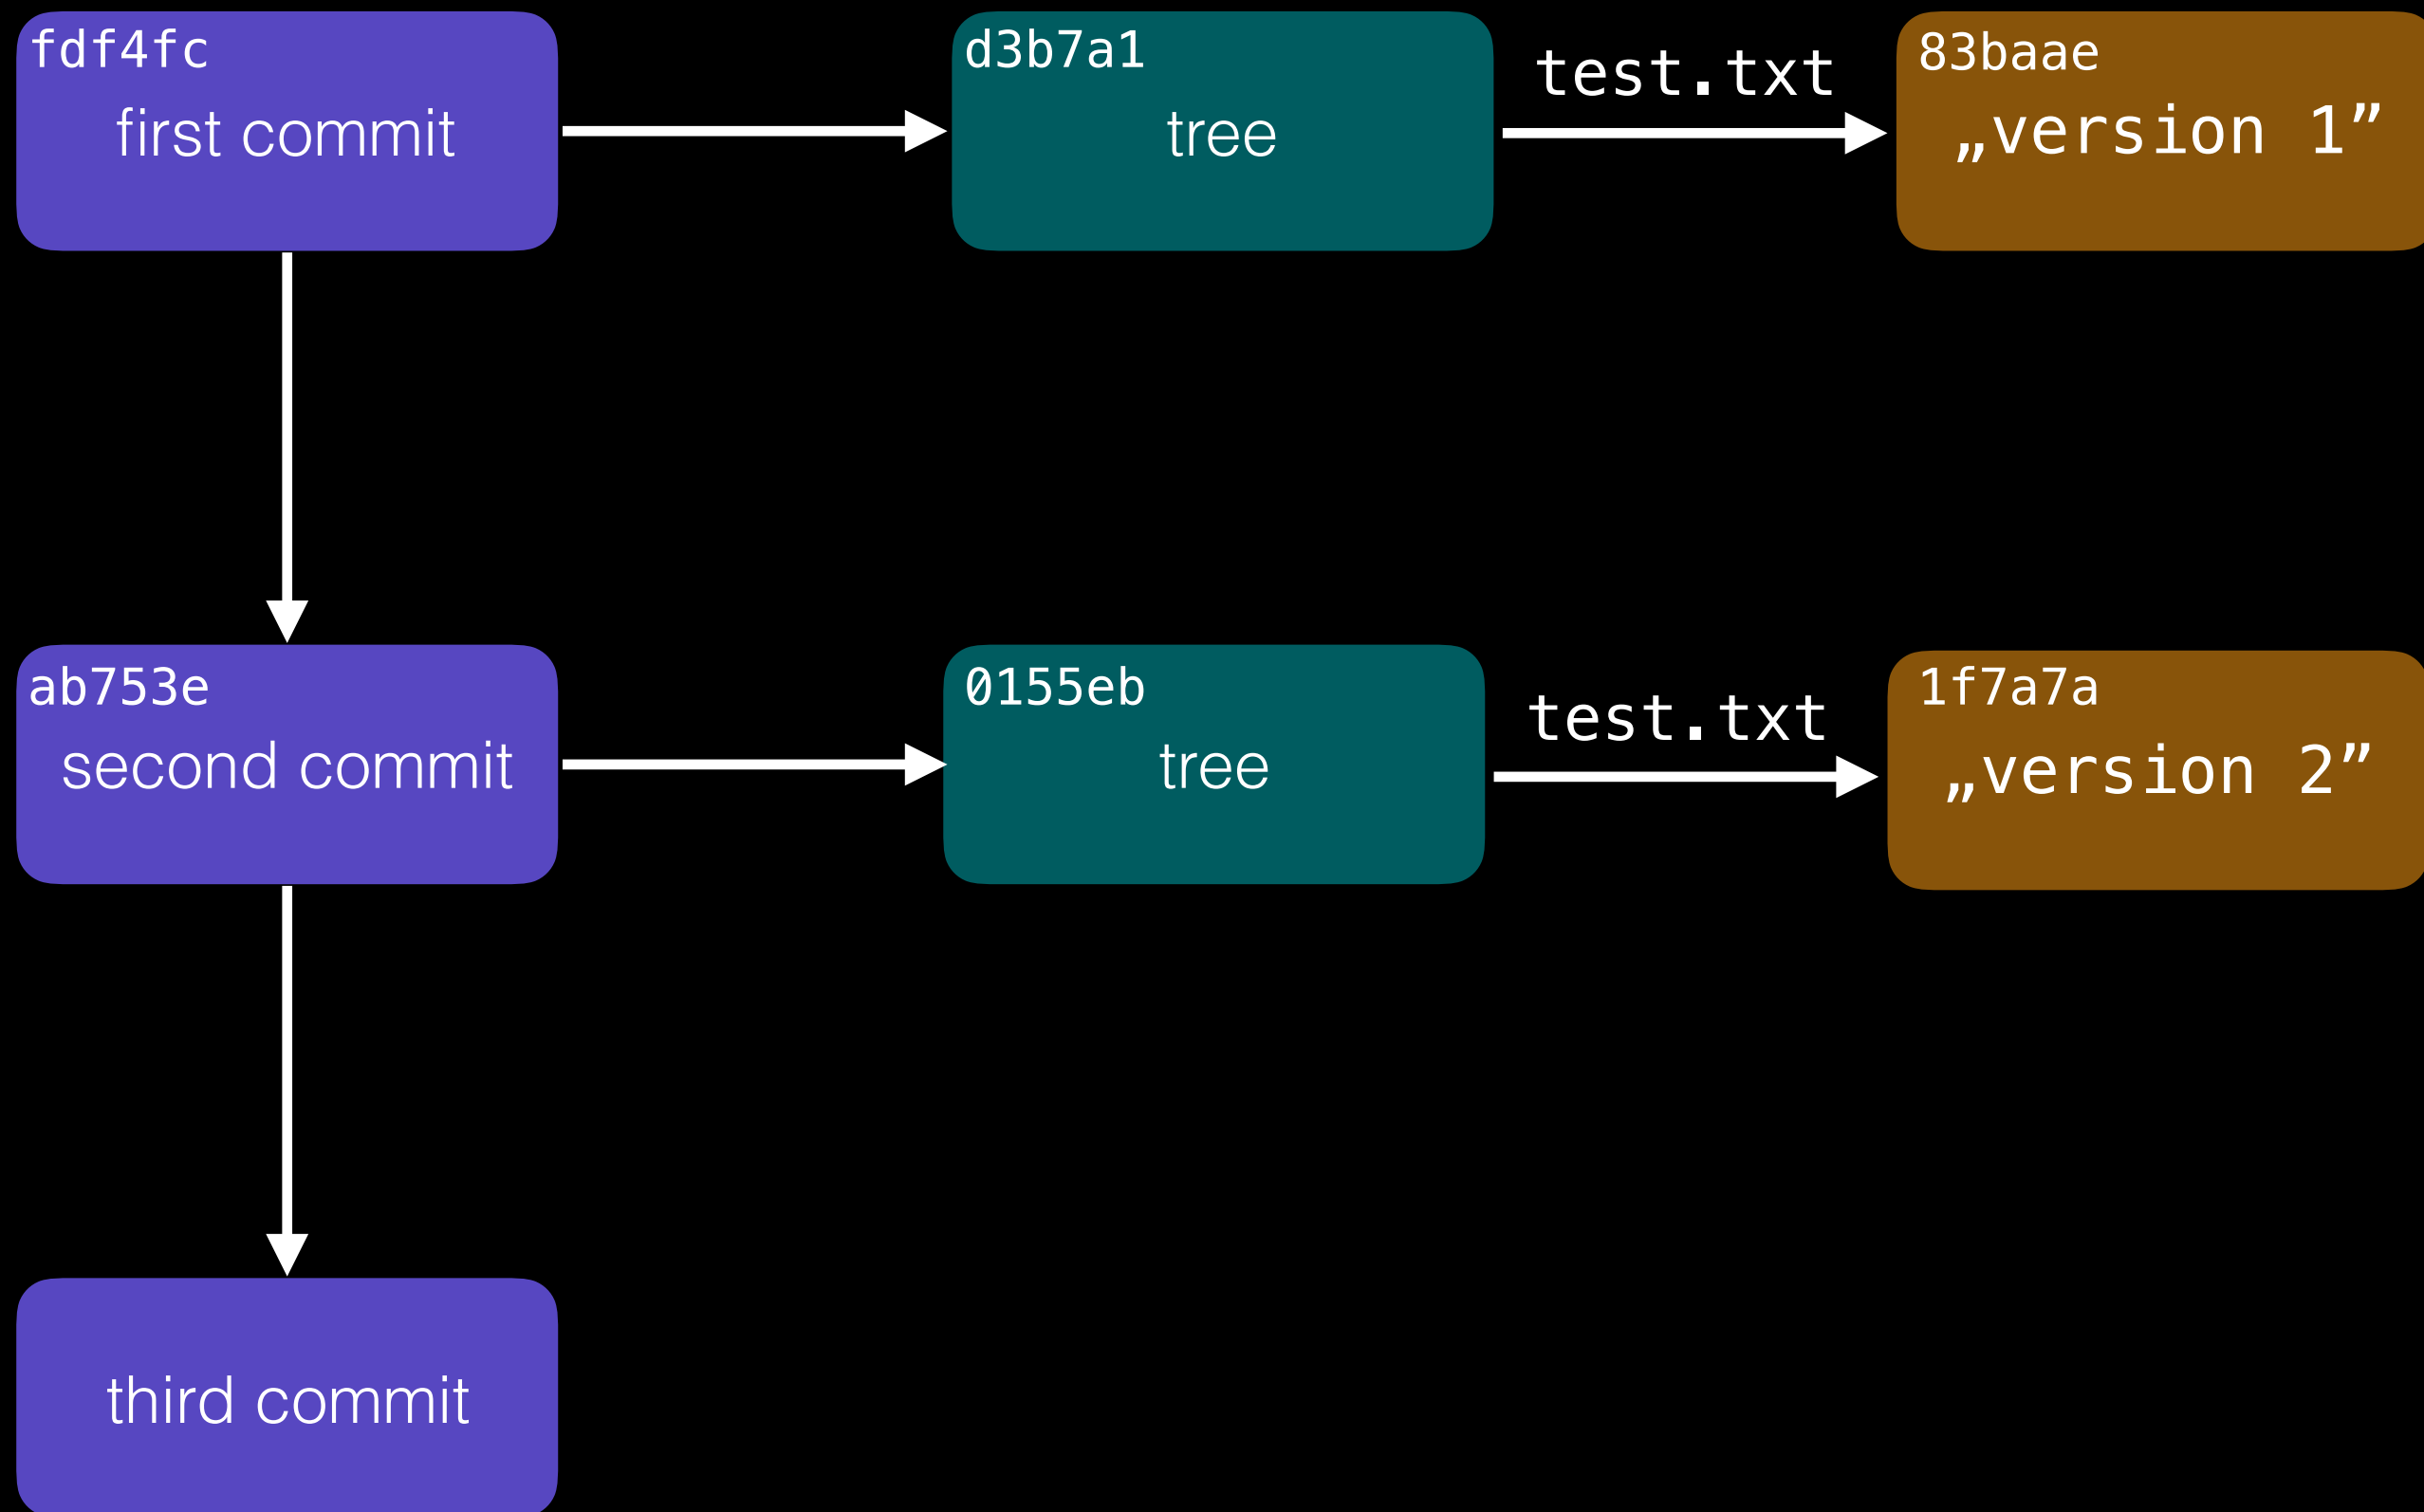 fdf4fc
first commit
d3b7a1
tree
test.txt
83baae
„version 1”
ab753e
second commit
0155eb
tree
test.txt
1f7a7a
„version 2”
third commit